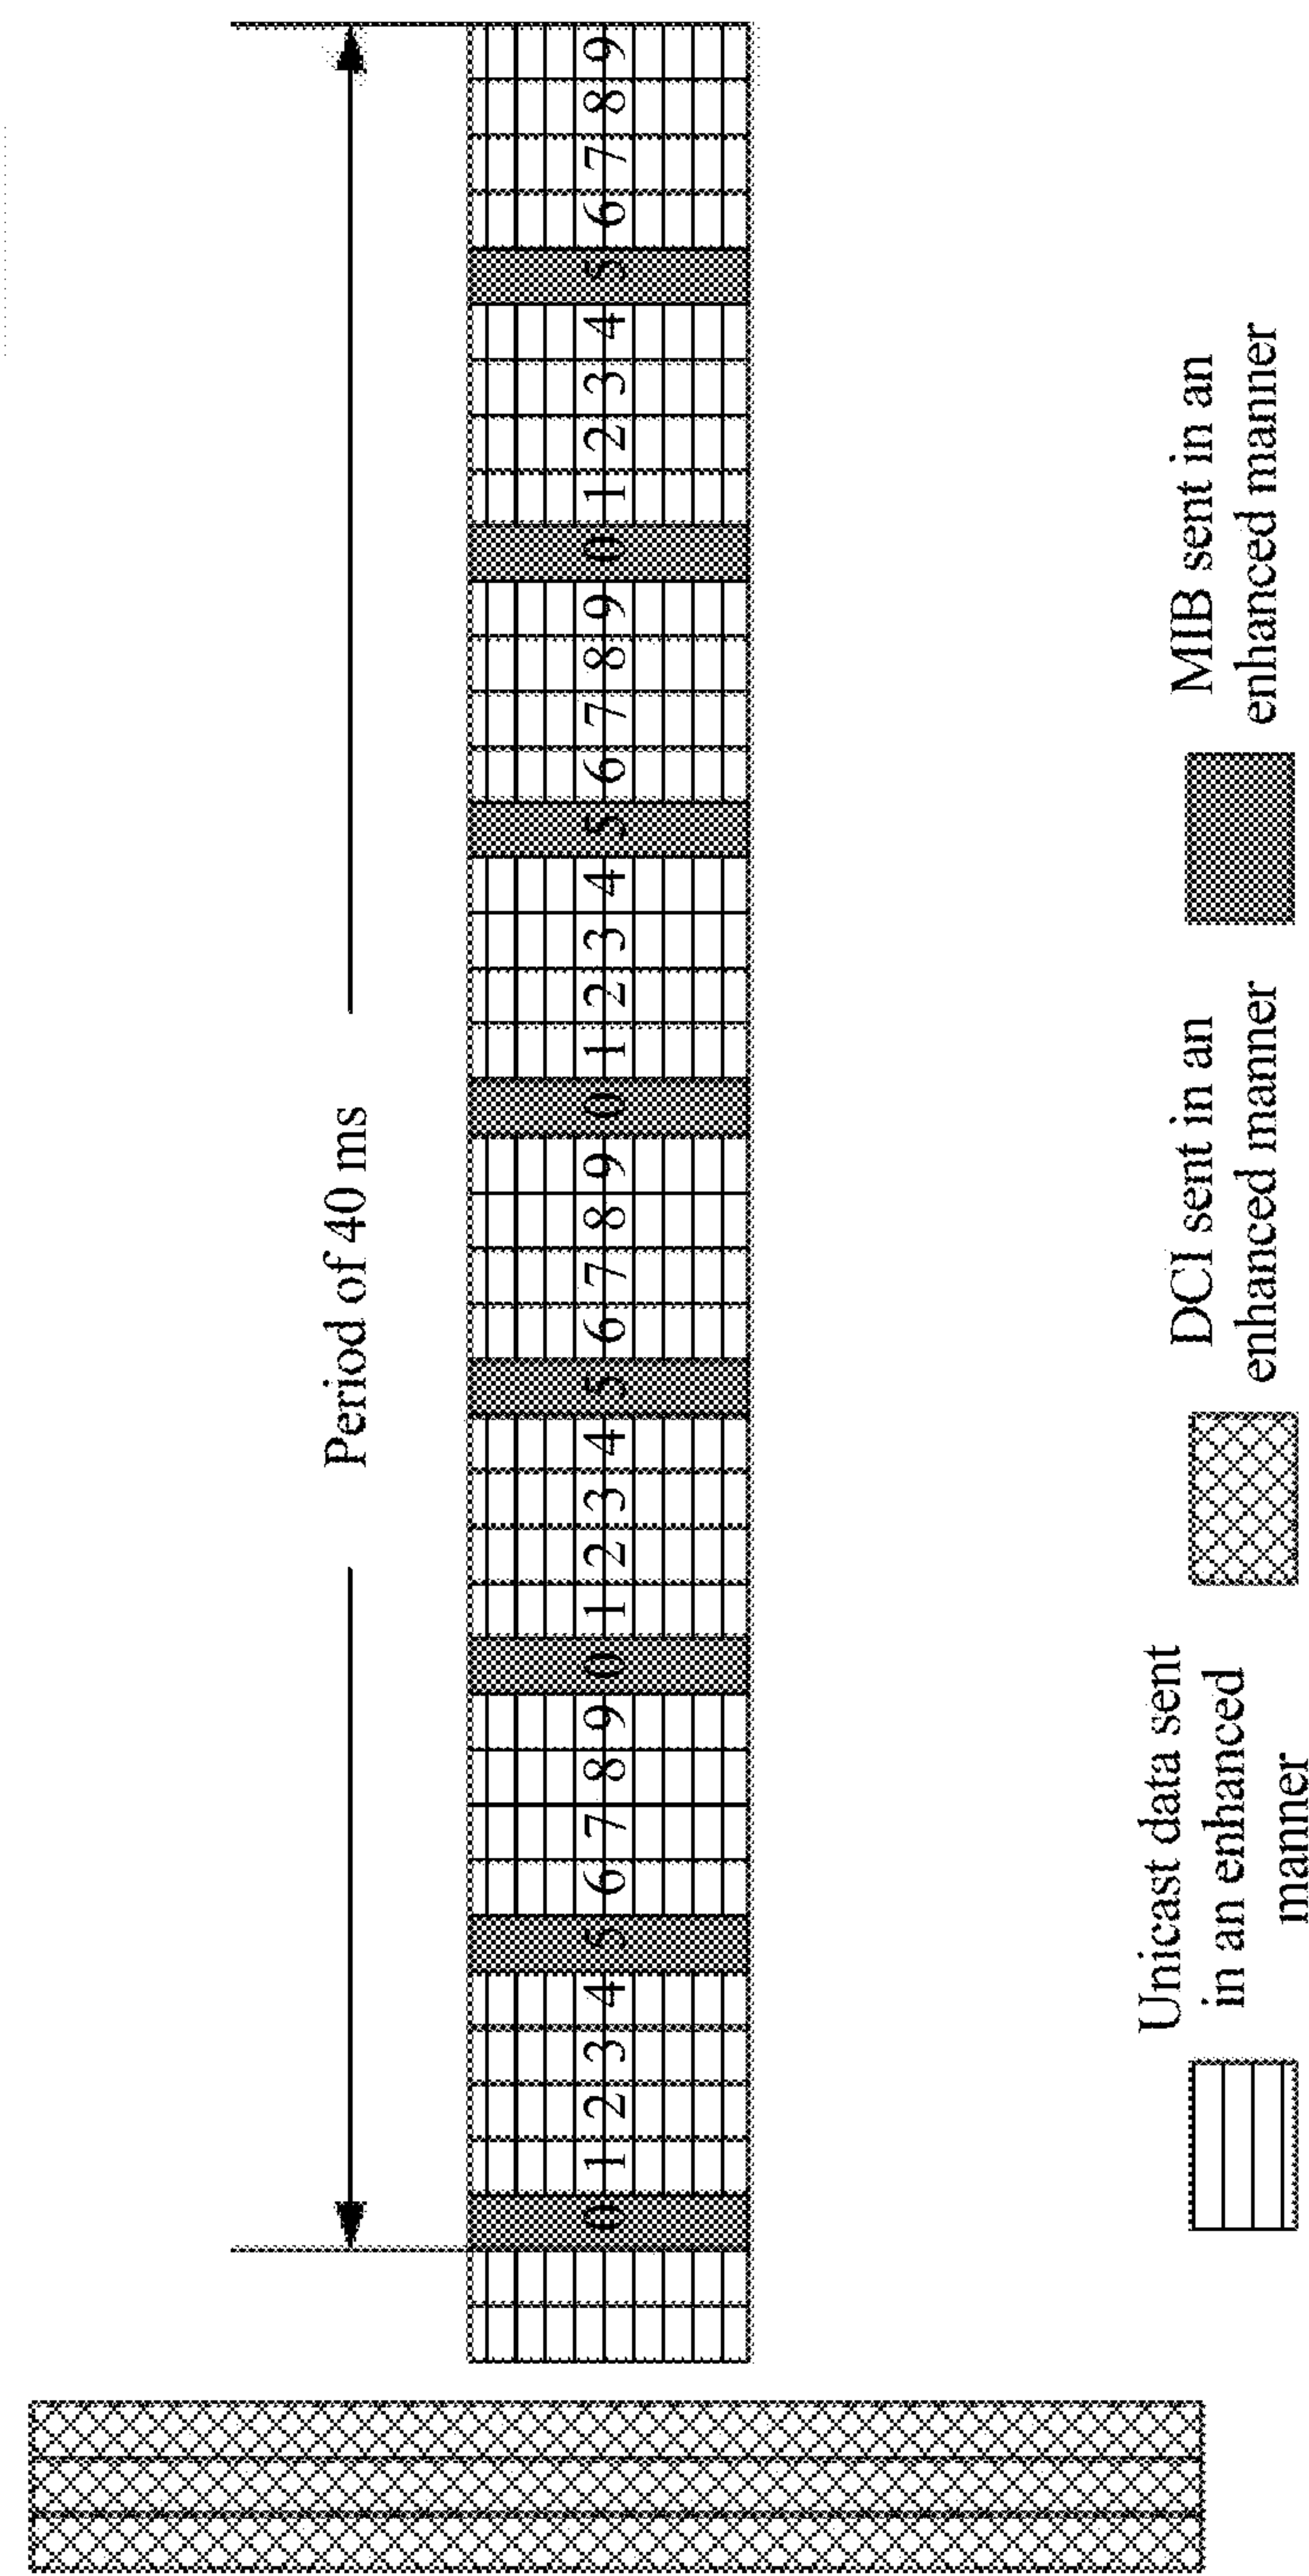 Period of 40 ms
0 1 2 3 4 5 6 7 8 9 0 1 2 3 4 5 6 7 8 9 0 1 2 3 4 5 6 7 8 9 0 1 2 3 4 5 6 7 8 9
Unicast data sent
in an enhanced
manner
DCI sent in an
enhanced manner
MIB sent in an
enhanced manner